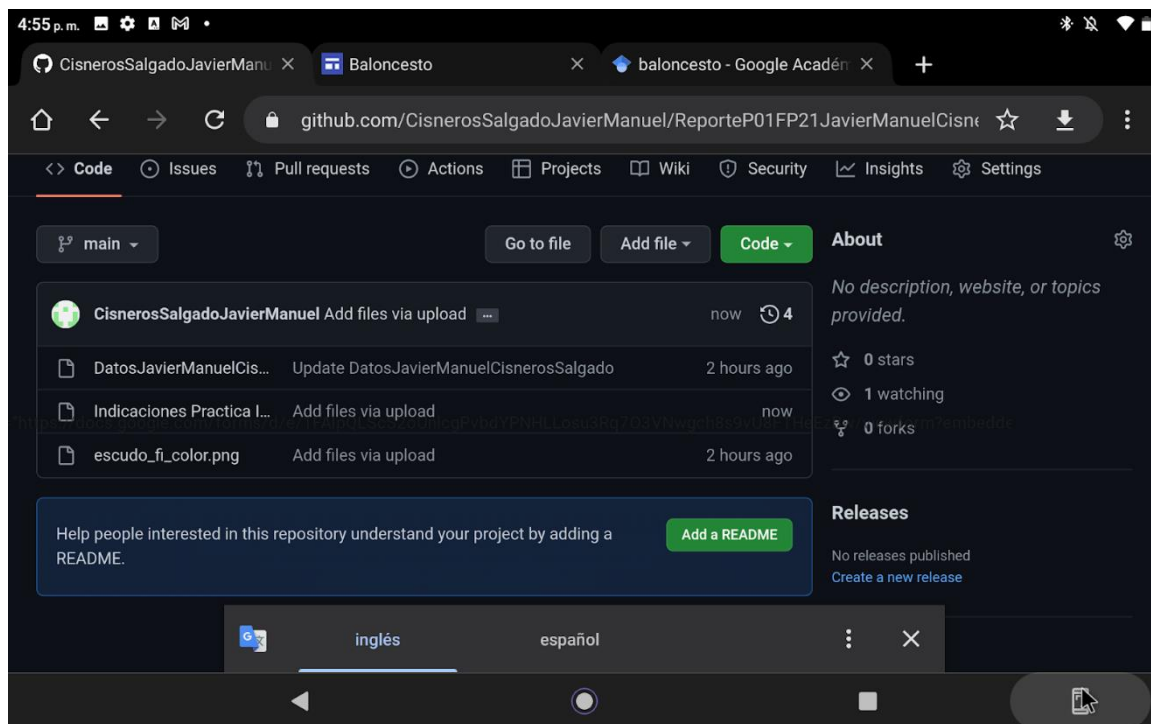 4:55 p. m.
CisnerosSalgadoJavierManu
Baloncesto
baloncesto - Google Académ
github.com/CisnerosSalgadoJavierManuel/ReporteP01FP21JavierManuelCisne
<> Code Issues Pull requests Actions Projects Wiki Security Insights Settings
main Go to file Add file Code
About
No description, website, or topics
provided.
CisnerosSalgadoJavierManuel Add files via upload ... now 4
DatosJavierManuelCis... Update DatosJavierManuelCisnerosSalgado 2 hours ago
Indicaciones Practica I... Add files via upload now
escudo_fi_color.png Add files via upload 2 hours ago
0 stars
1 watching
0 forks
Help people interested in this repository understand your project by adding a
README.
Add a README
Releases
No releases published
Create a new release
inglés español